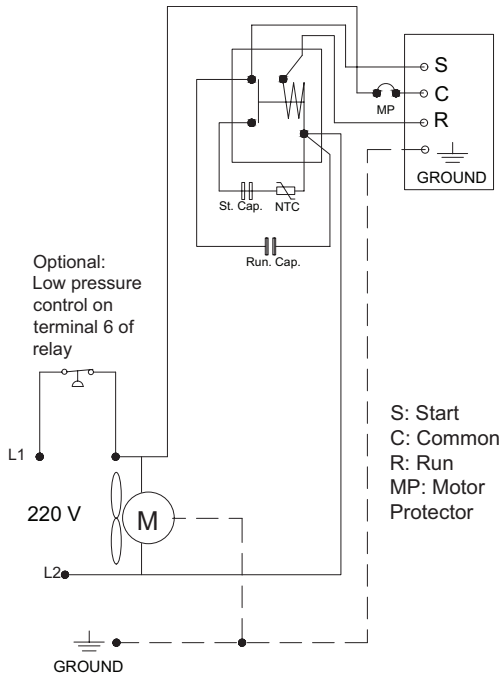 S
C
MP
R
GROUND
St. Cap.
NTC
Run. Cap.
Optional:
Low pressure
control on
terminal 6 of
relay
L1
220 V
M
L2
GROUND
S: Start
C: Common
R: Run
MP: Motor
Protector